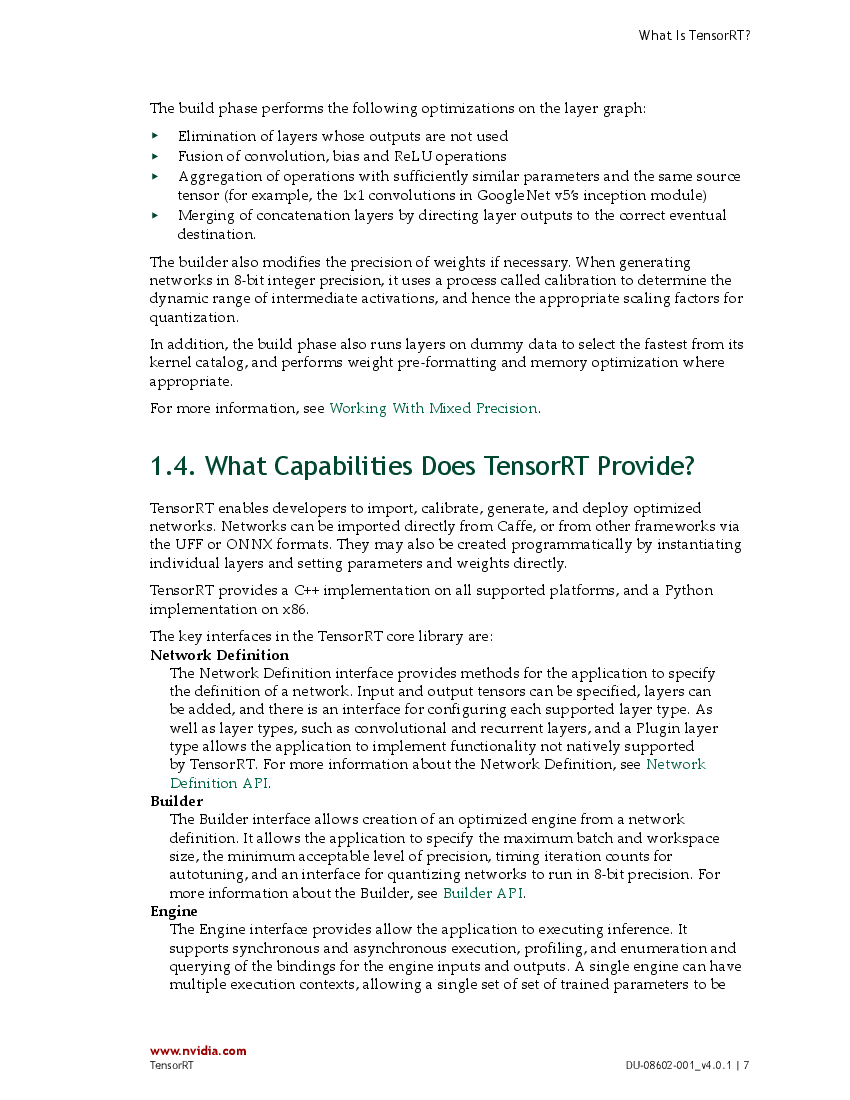 What Is TensorRT?
The build phase performs the following optimizations on the layer graph:
▸ Elimination of layers whose outputs are not used
▸ Fusion of convolution, bias and ReLU operations
▸ Aggregation of operations with sufficiently similar parameters and the same source
tensor (for example, the 1x1 convolutions in GoogleNet v5's inception module)
▸ Merging of concatenation layers by directing layer outputs to the correct eventual
destination.
The builder also modifies the precision of weights if necessary. When generating
networks in 8-bit integer precision, it uses a process called calibration to determine the
dynamic range of intermediate activations, and hence the appropriate scaling factors for
quantization.
In addition, the build phase also runs layers on dummy data to select the fastest from its
kernel catalog, and performs weight pre-formatting and memory optimization where
appropriate.
For more information, see Working With Mixed Precision.
1.4. What Capabilities Does TensorRT Provide?
TensorRT enables developers to import, calibrate, generate, and deploy optimized
networks. Networks can be imported directly from Caffe, or from other frameworks via
the UFF or ONNX formats. They may also be created programmatically by instantiating
individual layers and setting parameters and weights directly.
TensorRT provides a C++ implementation on all supported platforms, and a Python
implementation on x86.
The key interfaces in the TensorRT core library are:
Network Definition
The Network Definition interface provides methods for the application to specify
the definition of a network. Input and output tensors can be specified, layers can
be added, and there is an interface for configuring each supported layer type. As
well as layer types, such as convolutional and recurrent layers, and a Plugin layer
type allows the application to implement functionality not natively supported
by TensorRT. For more information about the Network Definition, see Network
Definition API.
Builder
The Builder interface allows creation of an optimized engine from a network
definition. It allows the application to specify the maximum batch and workspace
size, the minimum acceptable level of precision, timing iteration counts for
autotuning, and an interface for quantizing networks to run in 8-bit precision. For
more information about the Builder, see Builder API.
Engine
The Engine interface provides allow the application to executing inference. It
supports synchronous and asynchronous execution, profiling, and enumeration and
querying of the bindings for the engine inputs and outputs. A single engine can have
multiple execution contexts, allowing a single set of set of trained parameters to be
www.nvidia.com
TensorRT
DU-08602-001_v4.0.1 | 7